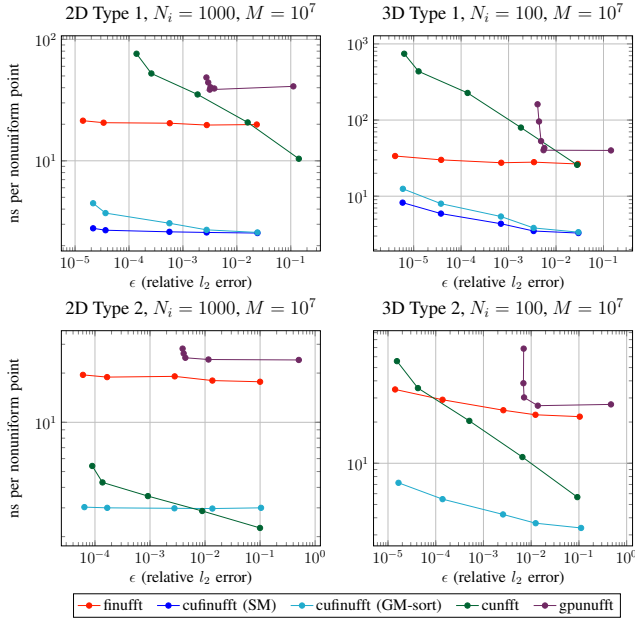 2D Type 1, N_i = 1000, M = 10^7
3D Type 1, N_i = 100, M = 10^7
ns per nonuniform point
10^2
10^1
10^3
10^2
10^1
10^-5 10^-4 10^-3 10^-2 10^-1
10^-5 10^-4 10^-3 10^-2 10^-1
ϵ (relative l_2 error)
ϵ (relative l_2 error)
2D Type 2, N_i = 1000, M = 10^7
3D Type 2, N_i = 100, M = 10^7
ns per nonuniform point
10^1
10^1
10^-4 10^-3 10^-2 10^-1 10^0
10^-5 10^-4 10^-3 10^-2 10^-1 10^0
ϵ (relative l_2 error)
ϵ (relative l_2 error)
finufft cufinufft (SM) cufinufft (GM-sort) cunfft gpunufft